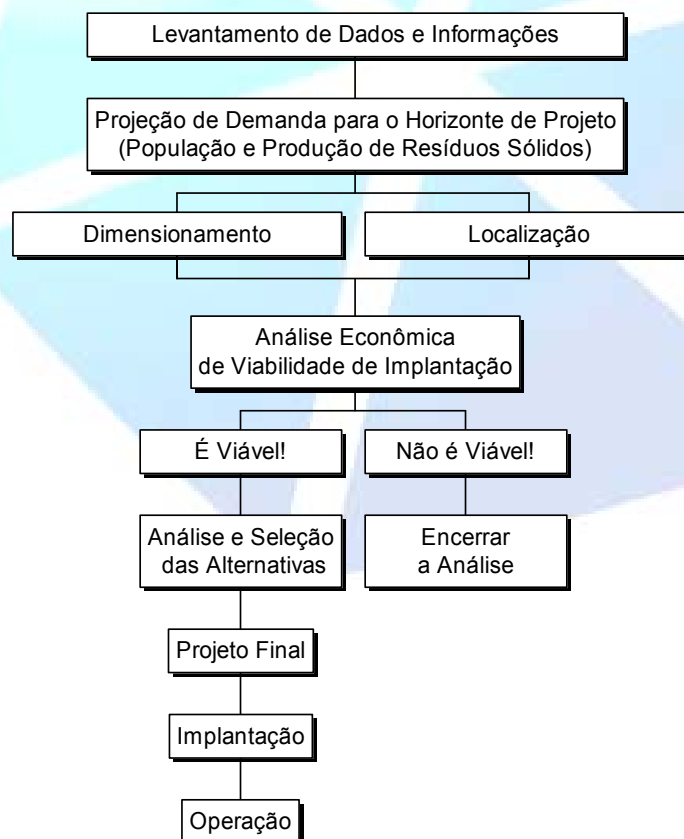 Levantamento de Dados e Informações
Projeção de Demanda para o Horizonte de Projeto
(População e Produção de Resíduos Sólidos)
Dimensionamento
Localização
Análise Econômica
de Viabilidade de Implantação
É Viável!
Não é Viável!
Análise e Seleção
das Alternativas
Encerrar
a Análise
Projeto Final
Implantação
Operação